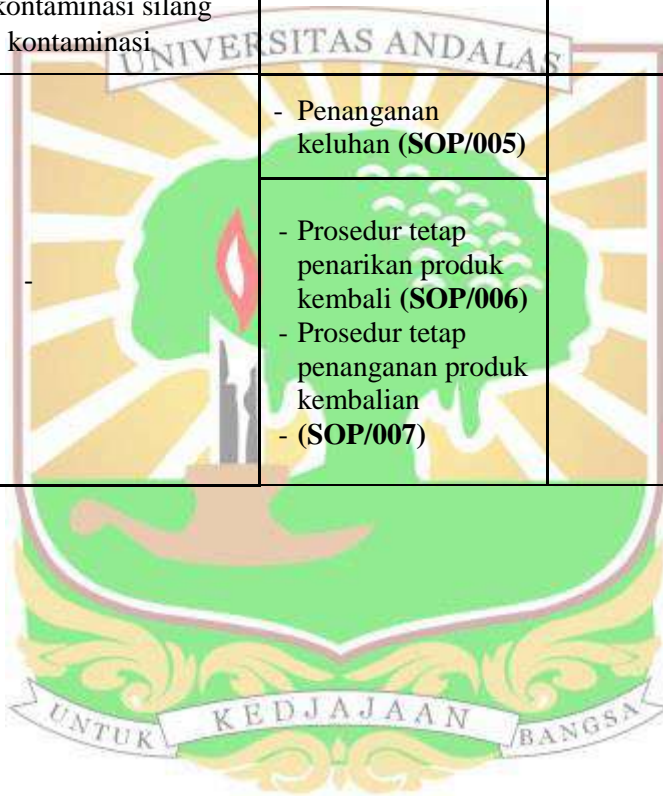 kontaminasi silang
kontaminasi
UNIVERSITAS ANDALAS
- Penanganan
keluhan (SOP/005)
-
- Prosedur tetap
penarikan produk
kembali (SOP/006)
- Prosedur tetap
penanganan produk
kembalian
- (SOP/007)
UNTUK KEDJAJAAN BANGSA